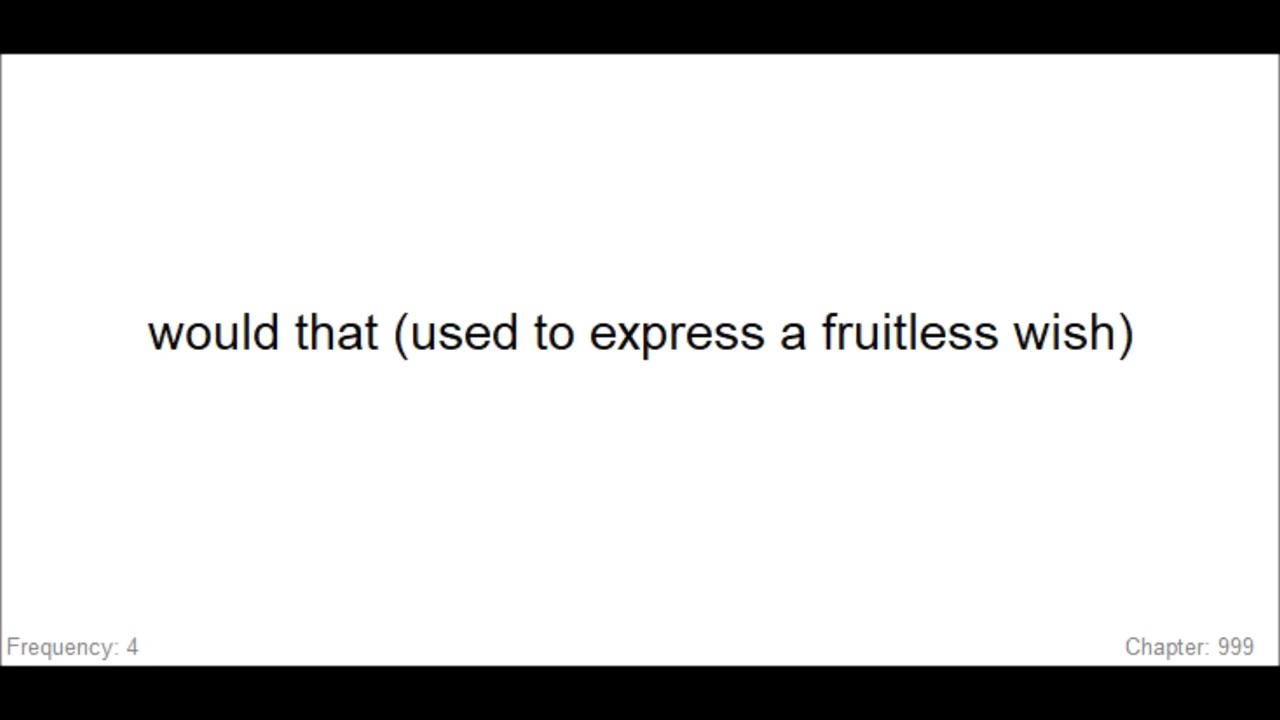 would that (used to express a fruitless wish)
Frequency: 4
Chapter: 999